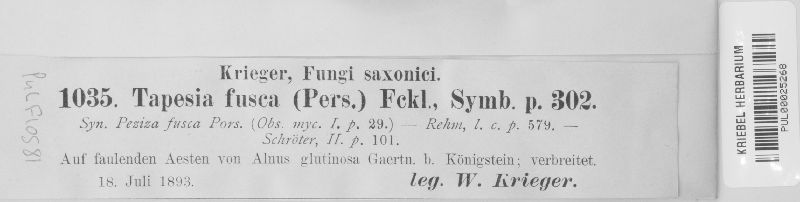 Krieger, Fungi saxonici.
1035. Tapesia fusca (Pers.) Fckl., Symb. p. 302.
Syn. Peziza fusca Pers. (Obs. myc. I. p. 29.) — Rehm, l. c. p. 579. —
Schröter, II. p. 101.
Auf faulenden Aesten von Alnus glutinosa Gaertn. b. Königstein; verbreitet.
18. Juli 1893.
leg. W. Krieger.
KRIEBEL HERBARIUM
PUL00025268